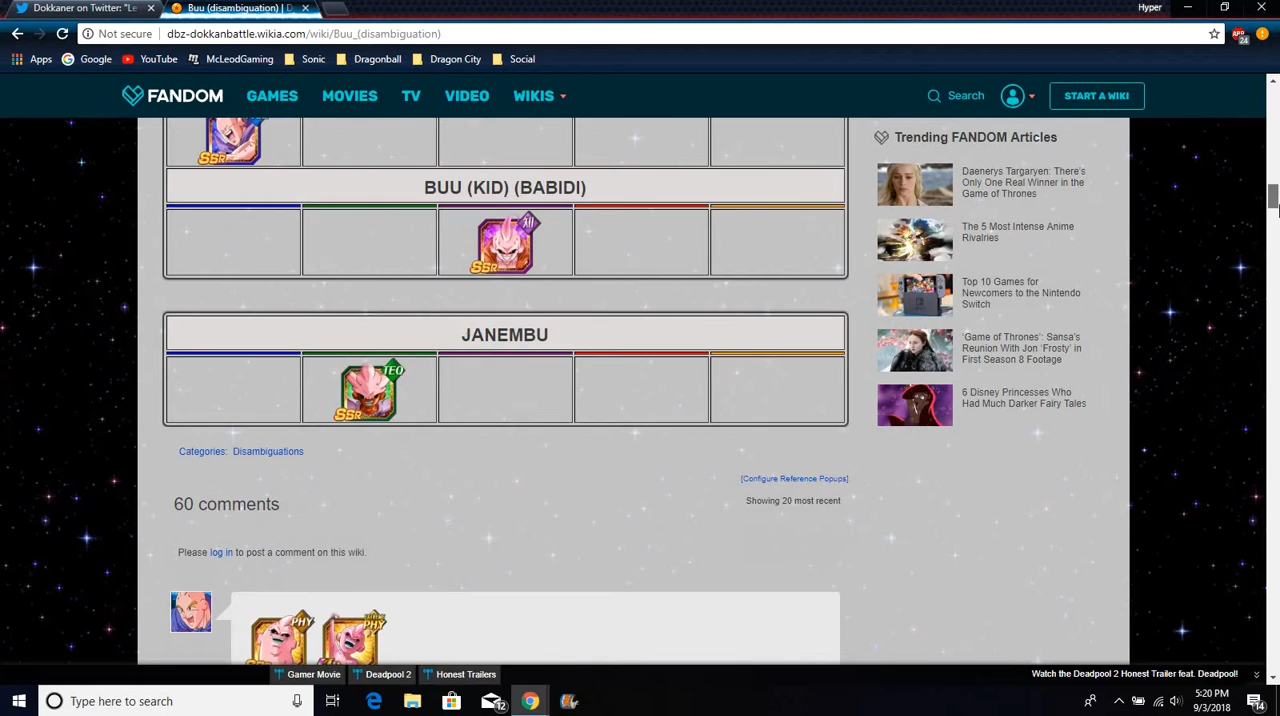 Dokkaner on Twitter: "Le
Buu (disambiguation) | D
Hyper
Not secure
dbz-dokkanbattle.wikia.com/wiki/Buu_(disambiguation)
24
Apps
Google
YouTube
McLeodGaming
Sonic
Dragonball
Dragon City
Social
FANDOM
GAMES
MOVIES
TV
VIDEO
WIKIS
Search
START A WIKI
SSR
BUU (KID) (BABIDI)
SSR
JANEMBU
TEQ
SSR
Categories:
Disambiguations
[Configure Reference Popups]
60 comments
Showing 20 most recent
Please log in to post a comment on this wiki.
PHY
PHY
Trending FANDOM Articles
Daenerys Targaryen: There's
Only One Real Winner in the
Game of Thrones
The 5 Most Intense Anime
Rivalries
Top 10 Games for
Newcomers to the Nintendo
Switch
'Game of Thrones': Sansa's
Reunion With Jon 'Frosty' in
First Season 8 Footage
6 Disney Princesses Who
Had Much Darker Fairy Tales
Gamer Movie
Deadpool 2
Honest Trailers
Watch the Deadpool 2 Honest Trailer feat. Deadpool!
Type here to search
12
5:20 PM
9/3/2018
14